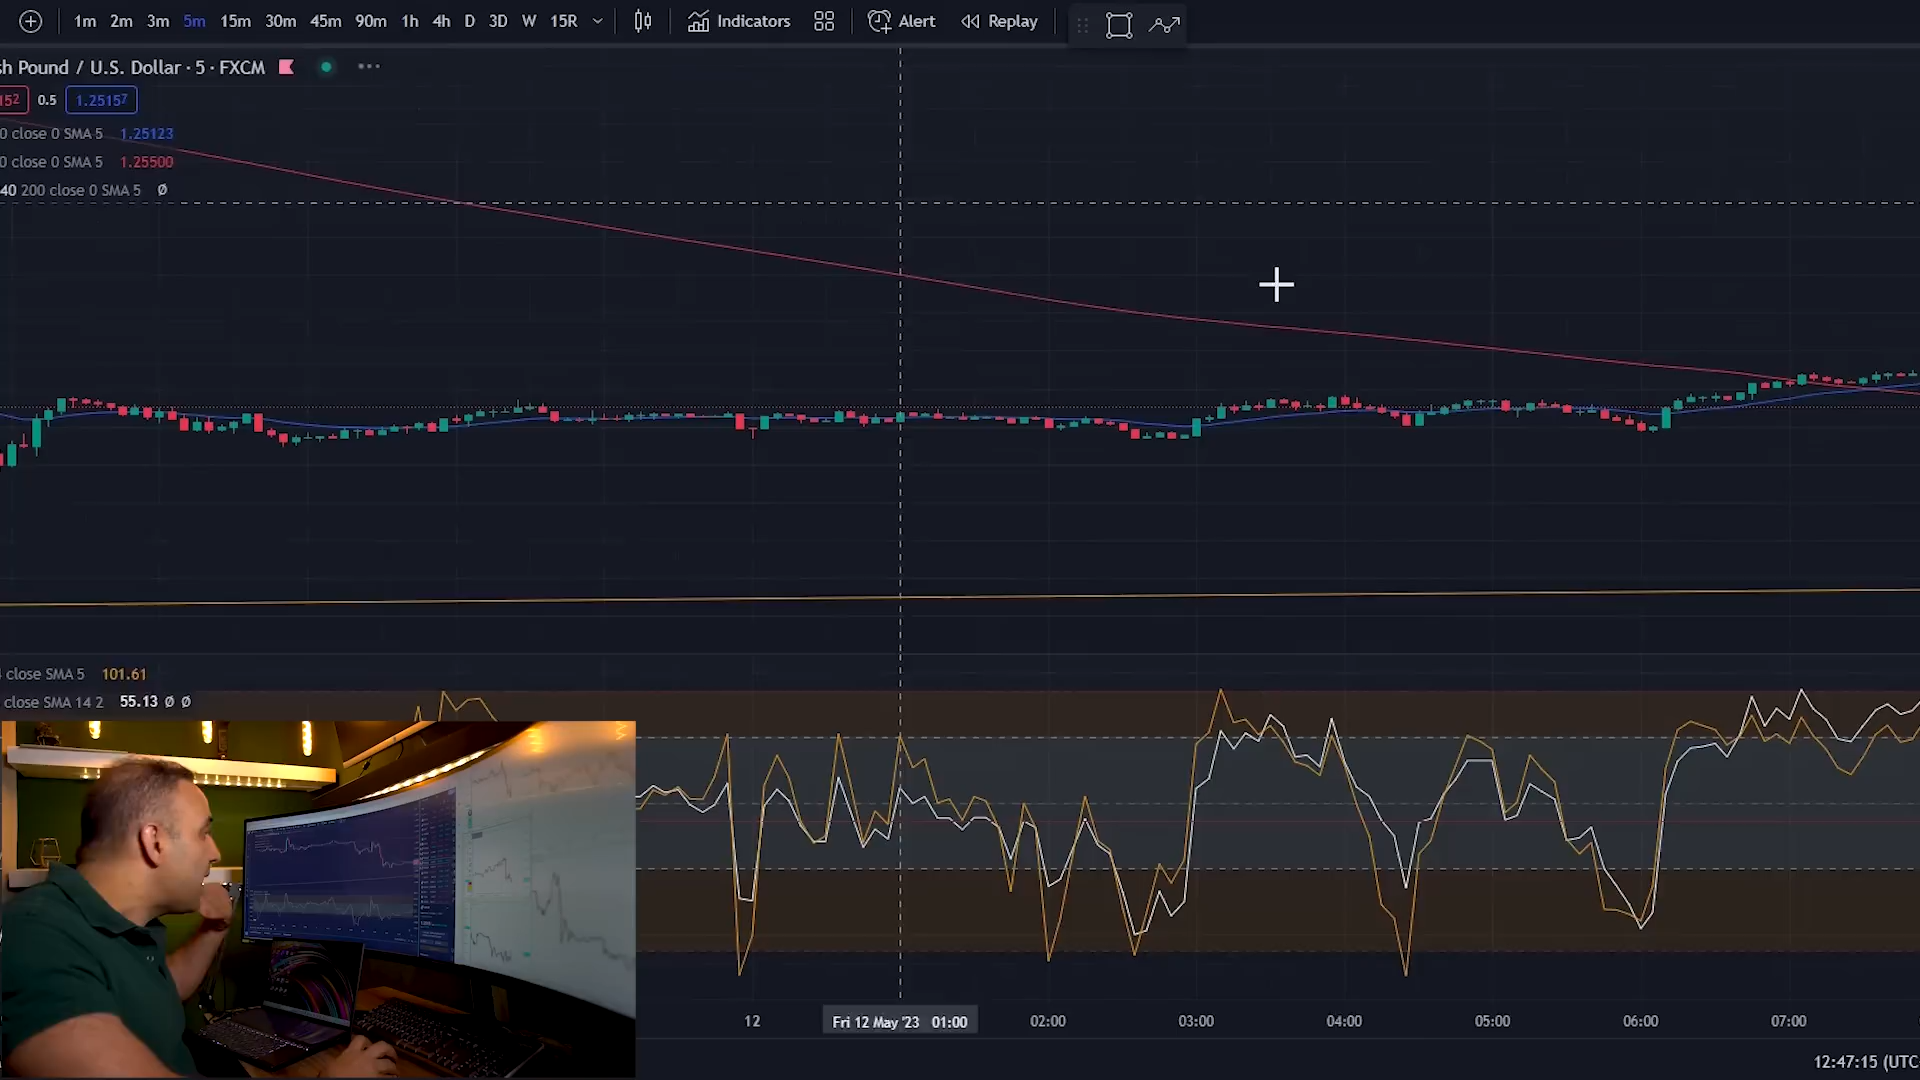 1m 2m 3m 5m 15m 30m 45m 90m 1h 4h D 3D W 15R Indicators Alert Replay
sh Pound / U.S. Dollar · 5 · FXCM
15² 0.5 1.2515⁷
0 close 0 SMA 5 1.25123
0 close 0 SMA 5 1.25500
40 200 close 0 SMA 5 Ø
close SMA 5 101.61
close SMA 14 2 55.13 Ø Ø
12 Fri 12 May '23 01:00 02:00 03:00 04:00 05:00 06:00 07:00
12:47:15 (UTC